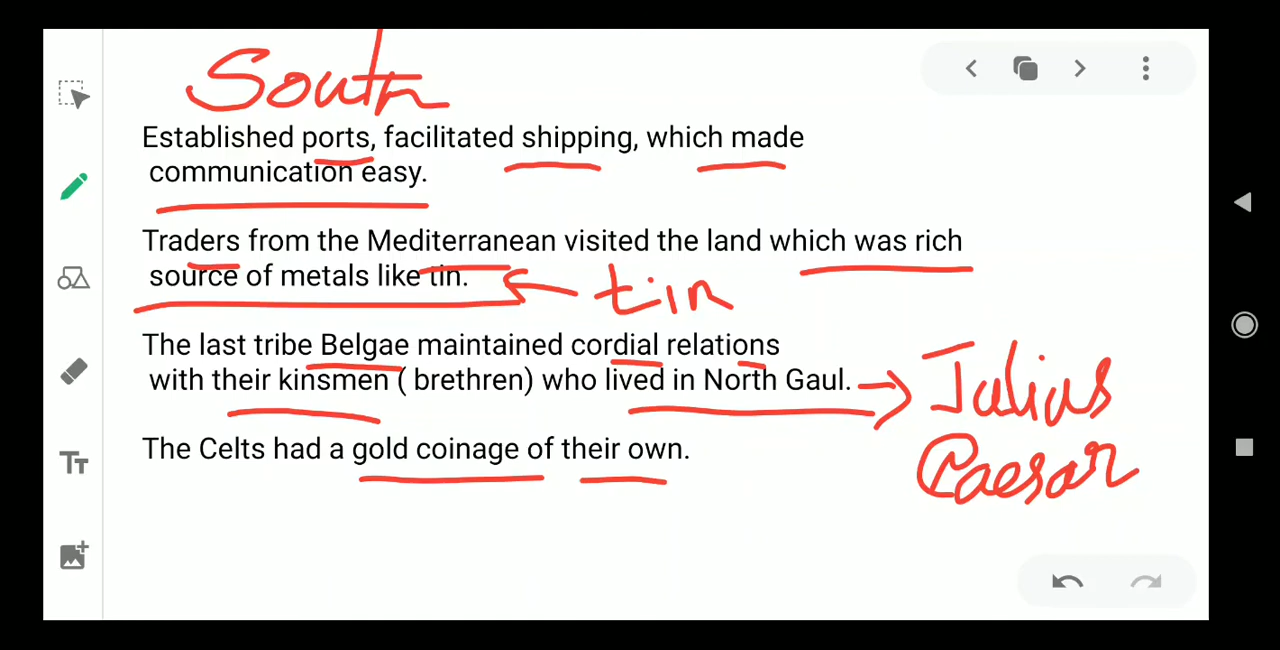 South
Established ports, facilitated shipping, which made
communication easy.
Traders from the Mediterranean visited the land which was rich
source of metals like tin.
tin
The last tribe Belgae maintained cordial relations
with their kinsmen ( brethren) who lived in North Gaul.
Julius
Caesar
The Celts had a gold coinage of their own.
TT